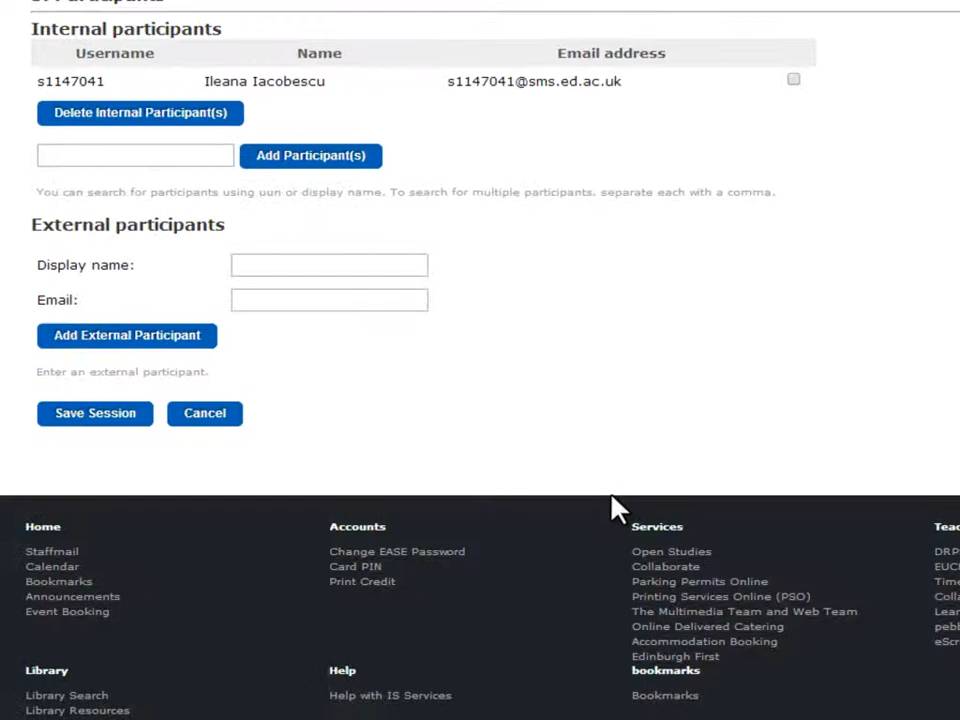 Internal participants
Username Name Email address
s1147041 Ileana Iacobescu s1147041@sms.ed.ac.uk
Delete Internal Participant(s)
Add Participant(s)
You can search for participants using uun or display name. To search for multiple participants, separate each with a comma.
External participants
Display name:
Email:
Add External Participant
Enter an external participant.
Save Session Cancel
Home Accounts Services
Staffmail Change EASE Password Open Studies
Calendar Card PIN Collaborate
Bookmarks Print Credit Parking Permits Online
Announcements Printing Services Online (PSO)
Event Booking The Multimedia Team and Web Team
Online Delivered Catering
Accommodation Booking
Edinburgh First
Library Help bookmarks
Library Search Help with IS Services Bookmarks
Library Resources